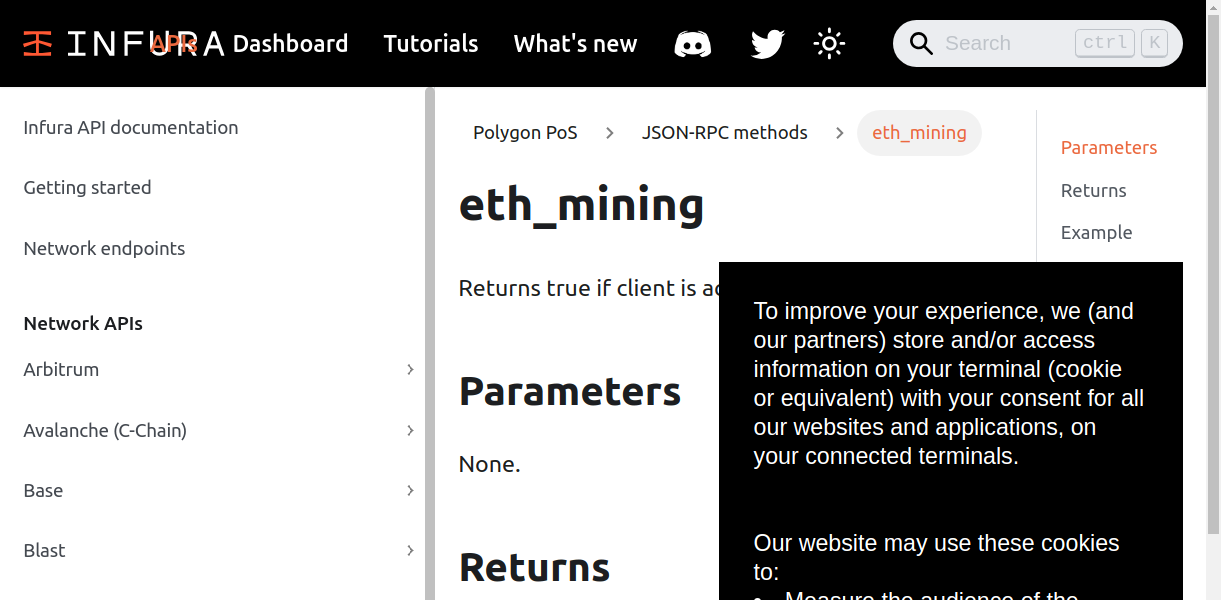 INFURA APIs Dashboard Tutorials What's new Search ctrl K
Infura API documentation
Getting started
Network endpoints
Network APIs
Arbitrum
Avalanche (C-Chain)
Base
Blast
Polygon PoS JSON-RPC methods eth_mining
eth_mining
Returns true if client is
Parameters
None.
Returns
Parameters
Returns
Example
To improve your experience, we (and
our partners) store and/or access
information on your terminal (cookie
or equivalent) with your consent for all
our websites and applications, on
your connected terminals.
Our website may use these cookies
to:
• Measure the audience of the